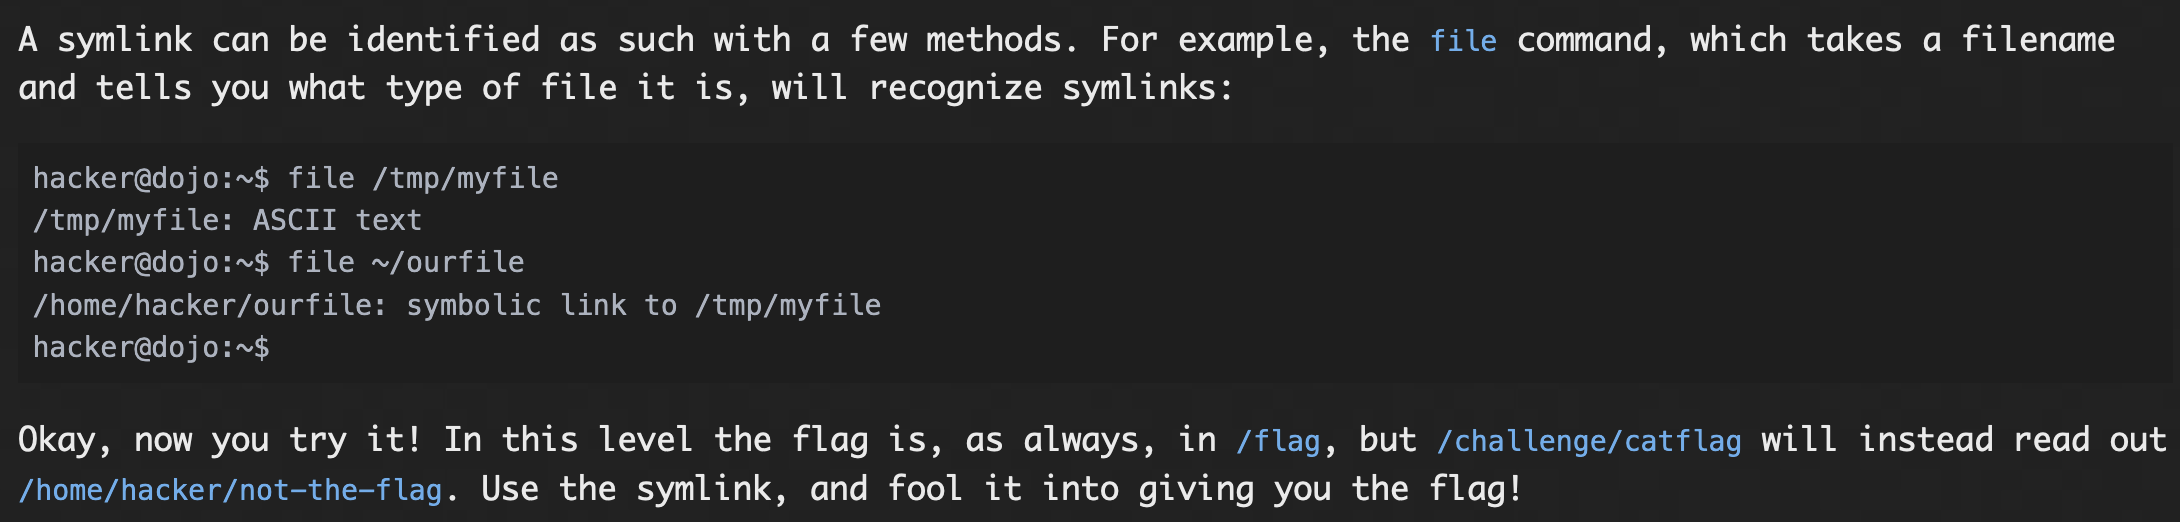 A symlink can be identified as such with a few methods. For example, the file command, which takes a filename
and tells you what type of file it is, will recognize symlinks:
hacker@dojo:~$ file /tmp/myfile
/tmp/myfile: ASCII text
hacker@dojo:~$ file ~/ourfile
/home/hacker/ourfile: symbolic link to /tmp/myfile
hacker@dojo:~$
Okay, now you try it! In this level the flag is, as always, in /flag, but /challenge/catflag will instead read out
/home/hacker/not-the-flag. Use the symlink, and fool it into giving you the flag!